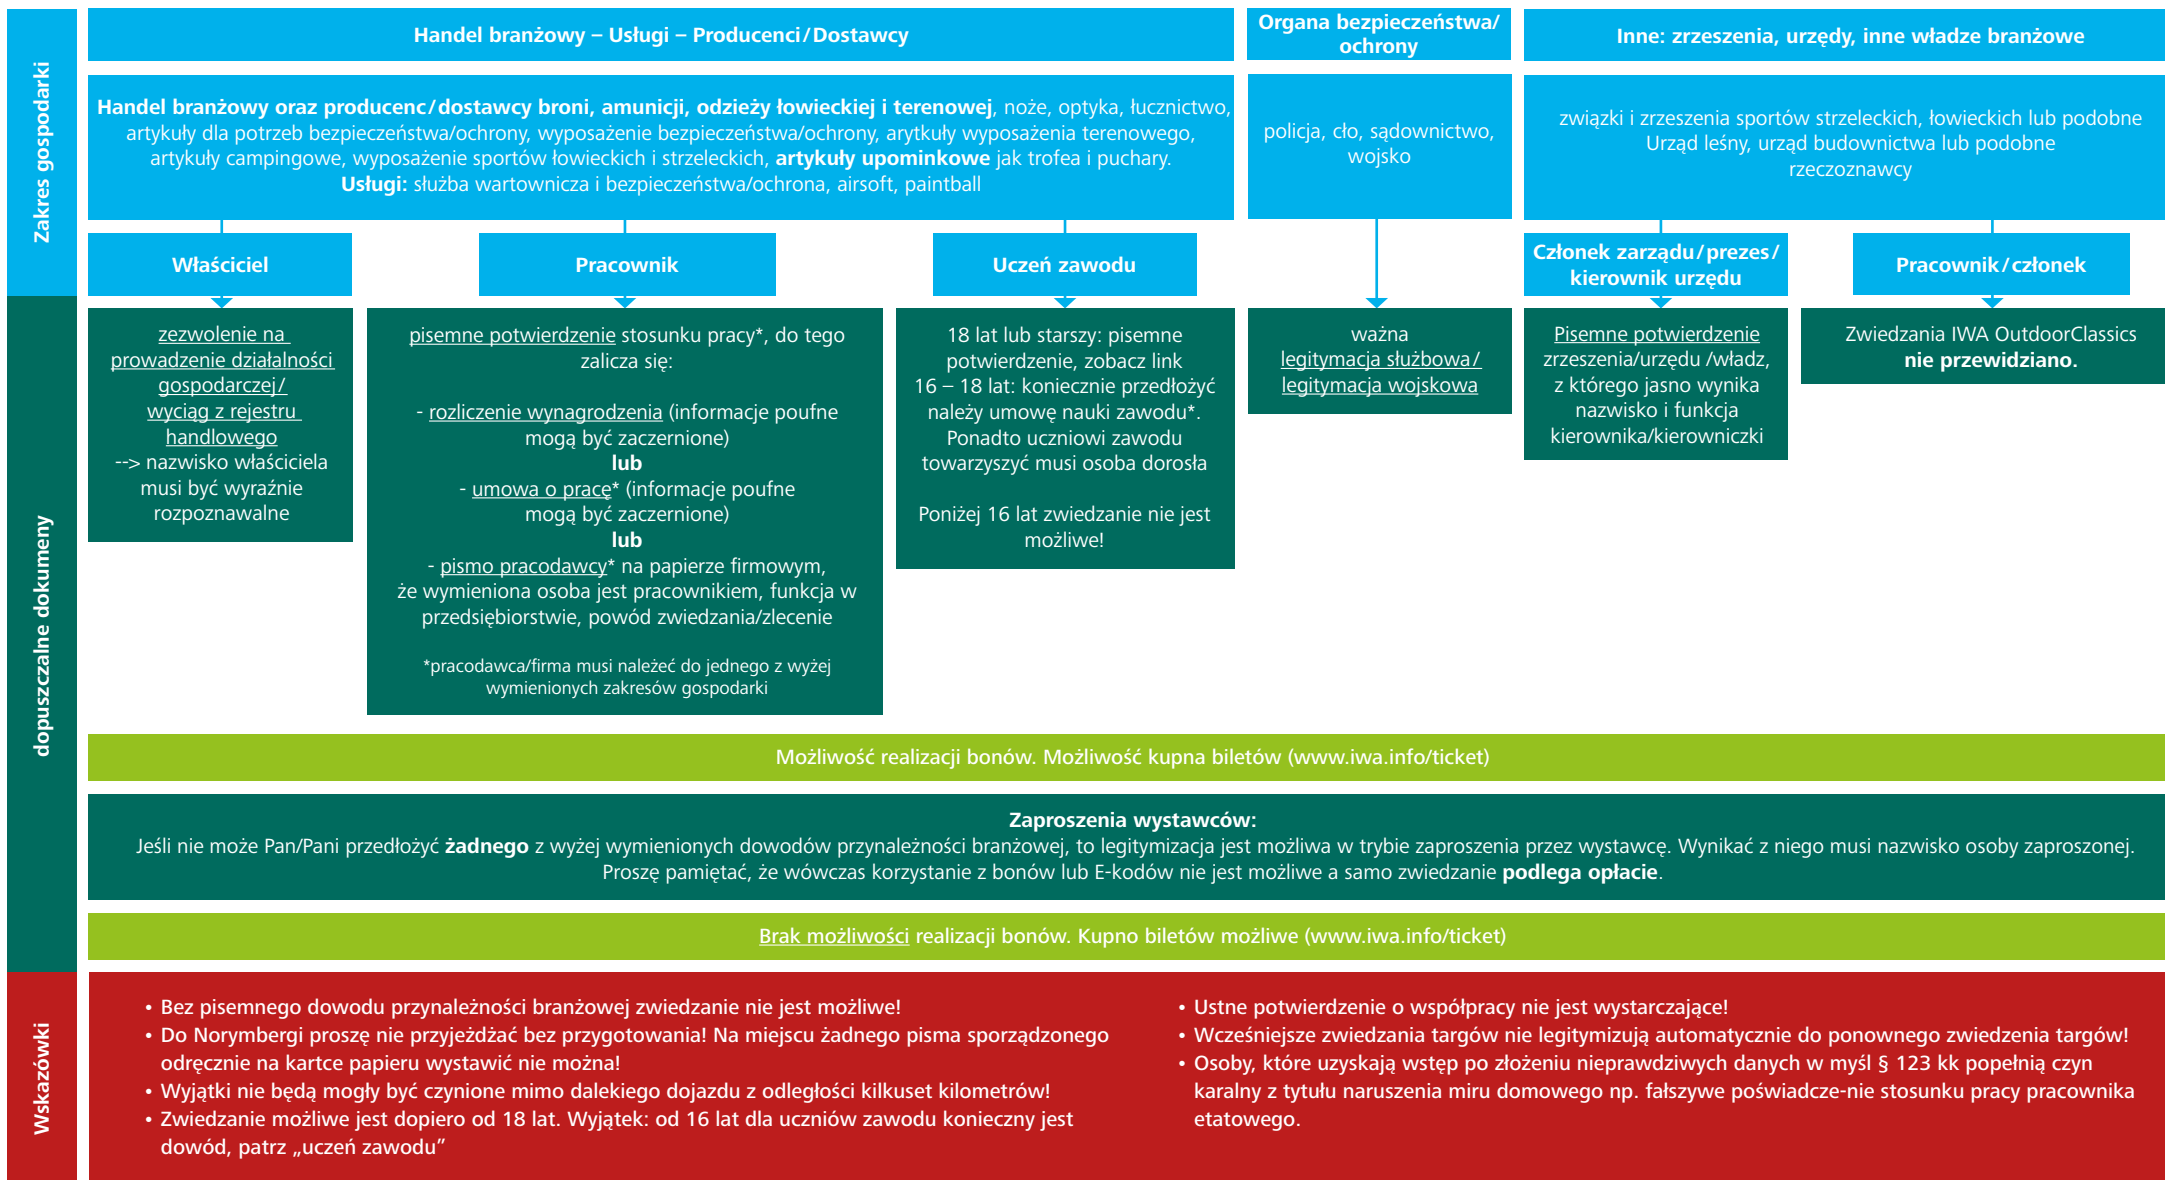 Zakres gospodarki
Handel branżowy – Usługi – Producenci/Dostawcy
Handel branżowy oraz producenc/dostawcy broni, amunicji, odzieży łowieckiej i terenowej, noże, optyka, łucznictwo,
artykuły dla potrzeb bezpieczeństwa/ochrony, wyposażenie bezpieczeństwa/ochrony, arytkuły wyposażenia terenowego,
artykuły campingowe, wyposażenie sportów łowieckich i strzeleckich, artykuły upominkowe jak trofea i puchary.
Usługi: służba wartownicza i bezpieczeństwa/ochrona, airsoft, paintball
Organa bezpieczeństwa/
ochrony
policja, cło, sądownictwo,
wojsko
Inne: zrzeszenia, urzędy, inne władze branżowe
związki i zrzeszenia sportów strzeleckich, łowieckich lub podobne
Urząd leśny, urząd budownictwa lub podobne
rzeczoznawcy
Właściciel
Pracownik
Uczeń zawodu
Członek zarządu/prezes/
kierownik urzędu
Pracownik/członek
dopuszczalne dokumeny
zezwolenie na
prowadzenie działalności
gospodarczej/
wyciąg z rejestru
handlowego
--> nazwisko właściciela
musi być wyraźnie
rozpoznawalne
pisemne potwierdzenie stosunku pracy*, do tego
zalicza się:
- rozliczenie wynagrodzenia (informacje poufne
mogą być zaczernione)
lub
- umowa o pracę* (informacje poufne
mogą być zaczernione)
lub
- pismo pracodawcy* na papierze firmowym,
że wymieniona osoba jest pracownikiem, funkcja w
przedsiębiorstwie, powód zwiedzania/zlecenie
*pracodawca/firma musi należeć do jednego z wyżej
wymienionych zakresów gospodarki
18 lat lub starszy: pisemne
potwierdzenie, zobacz link
16 – 18 lat: koniecznie przedłożyć
należy umowę nauki zawodu*.
Ponadto uczniowi zawodu
towarzyszyć musi osoba dorosła
Poniżej 16 lat zwiedzanie nie jest
możliwe!
ważna
legitymacja służbowa/
legitymacja wojskowa
Pisemne potwierdzenie
zrzeszenia/urzędu /władz,
z którego jasno wynika
nazwisko i funkcja
kierownika/kierowniczki
Zwiedzania IWA OutdoorClassics
nie przewidziano.
Możliwość realizacji bonów. Możliwość kupna biletów (www.iwa.info/ticket)
Zaproszenia wystawców:
Jeśli nie może Pan/Pani przedłożyć żadnego z wyżej wymienionych dowodów przynależności branżowej, to legitymizacja jest możliwa w trybie zaproszenia przez wystawcę. Wynikać z niego musi nazwisko osoby zaproszonej.
Proszę pamiętać, że wówczas korzystanie z bonów lub E-kodów nie jest możliwe a samo zwiedzanie podlega opłacie.
Brak możliwości realizacji bonów. Kupno biletów możliwe (www.iwa.info/ticket)
Wskazówki
• Bez pisemnego dowodu przynależności branżowej zwiedzanie nie jest możliwe!
• Do Norymbergi proszę nie przyjeżdżać bez przygotowania! Na miejscu żadnego pisma sporządzonego
odręcznie na kartce papieru wystawić nie można!
• Wyjątki nie będą mogły być czynione mimo dalekiego dojazdu z odległości kilkuset kilometrów!
• Zwiedzanie możliwe jest dopiero od 18 lat. Wyjątek: od 16 lat dla uczniów zawodu konieczny jest
dowód, patrz „uczeń zawodu”
• Ustne potwierdzenie o współpracy nie jest wystarczające!
• Wcześniejsze zwiedzania targów nie legitymizują automatycznie do ponownego zwiedzenia targów!
• Osoby, które uzyskają wstęp po złożeniu nieprawdziwych danych w myśl § 123 kk popełnią czyn
karalny z tytułu naruszenia miru domowego np. fałszywe poświadcze-nie stosunku pracy pracownika
etatowego.